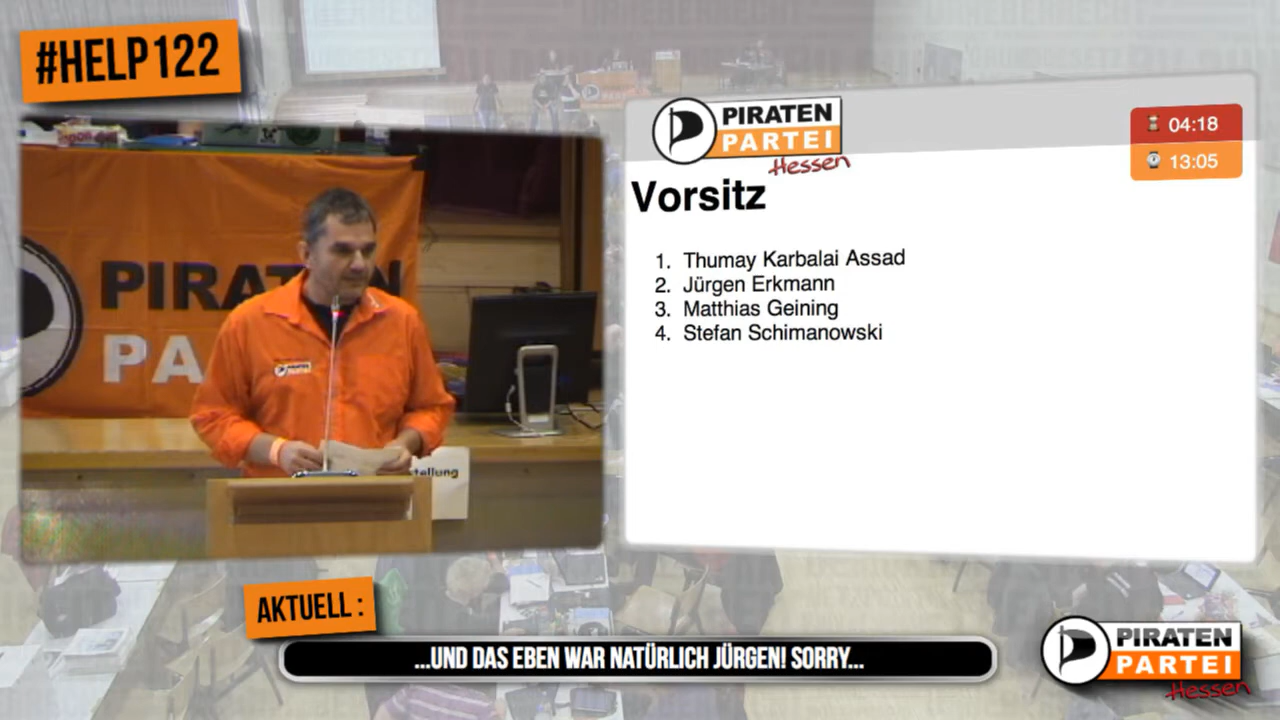 #HELP122
PIRATEN
PARTEI
Hessen
04:18
13:05
Vorsitz
1. Thumay Karbalai Assad
2. Jürgen Erkmann
3. Matthias Geining
4. Stefan Schimanowski
PIRATEN
PA
tellung
AKTUELL :
...UND DAS EBEN WAR NATÜRLICH JÜRGEN! SORRY...
PIRATEN
PARTEI
Hessen